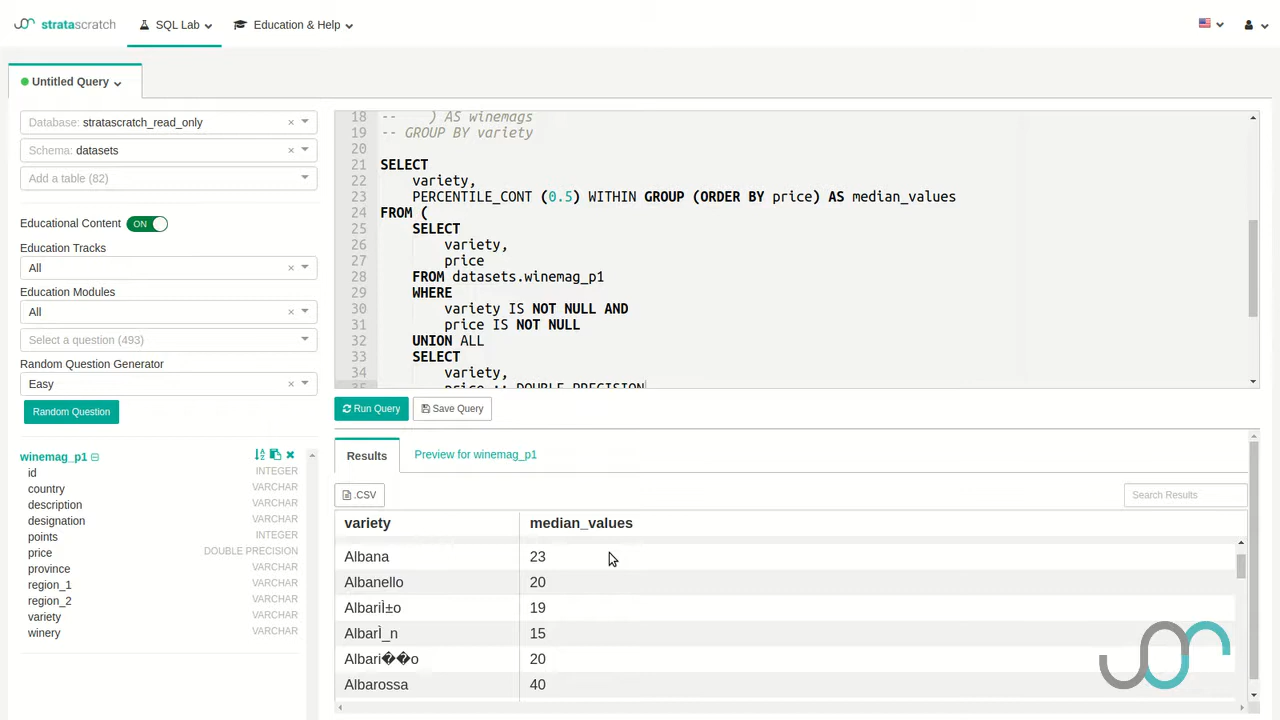 stratascratch
SQL Lab
Education & Help
Untitled Query
Database: stratascratch_read_only
Schema: datasets
Add a table (82)
Educational Content ON
Education Tracks
All
Education Modules
All
Select a question (493)
Random Question Generator
Easy
Random Question
winemag_p1
id INTEGER
country VARCHAR
description VARCHAR
designation VARCHAR
points INTEGER
price DOUBLE PRECISION
province VARCHAR
region_1 VARCHAR
region_2 VARCHAR
variety VARCHAR
winery VARCHAR
18 -- ) AS winemags
19 -- GROUP BY variety
20
21 SELECT
22 variety,
23 PERCENTILE_CONT (0.5) WITHIN GROUP (ORDER BY price) AS median_values
24 FROM (
25 SELECT
26 variety,
27 price
28 FROM datasets.winemag_p1
29 WHERE
30 variety IS NOT NULL AND
31 price IS NOT NULL
32 UNION ALL
33 SELECT
34 variety,
35 price :: DOUBLE PRECISION
Run Query
Save Query
Results
Preview for winemag_p1
.CSV
Search Results
variety median_values
Albana 23
Albanello 20
AlbariÌ±o 19
AlbarÌ_n 15
Albari��o 20
Albarossa 40